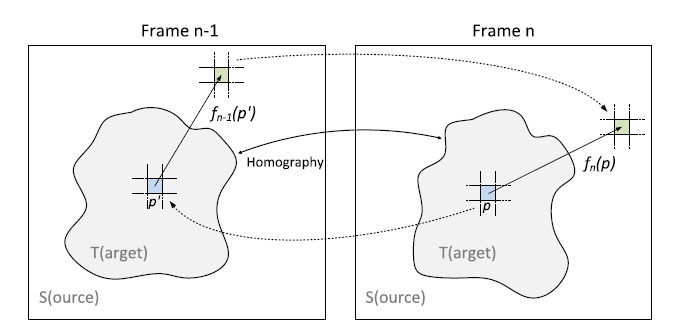 Frame n-1
Frame n
fn-1(p')
Homography
fn(p)
p'
p
T(arget)
T(arget)
S(ource)
S(ource)